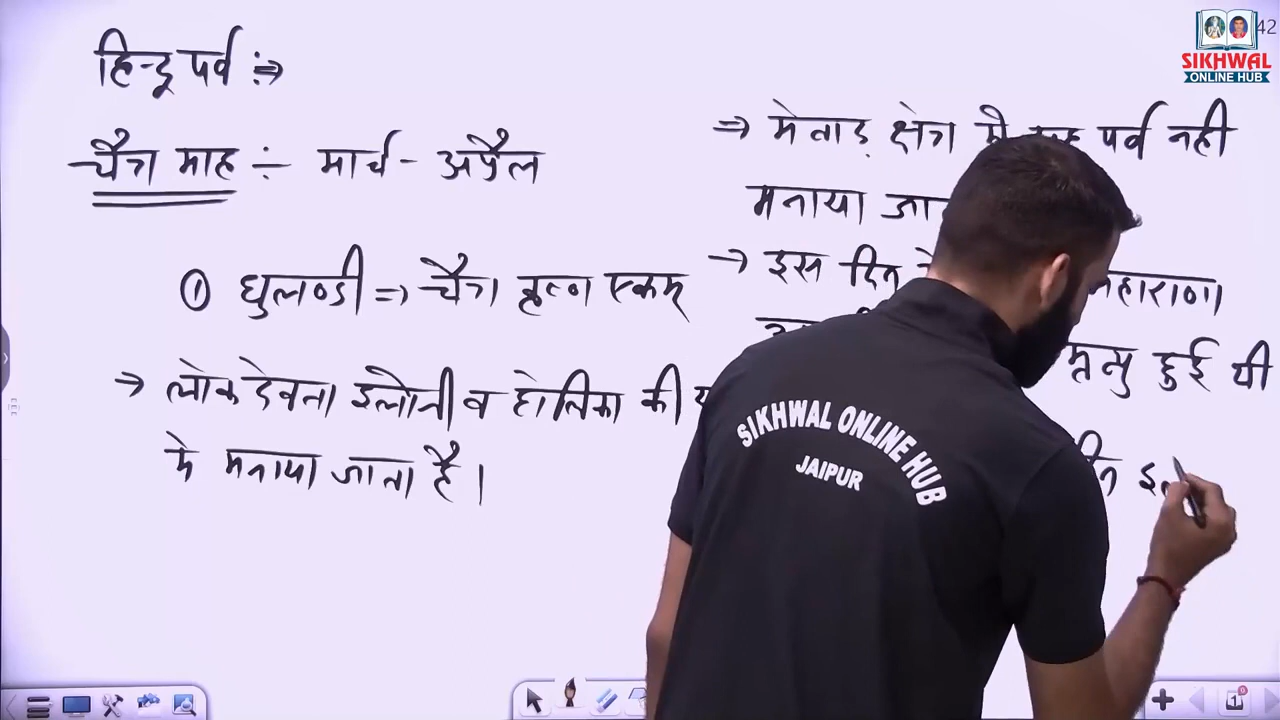 हिन्दू पर्व :⇒
चैत्र माह ÷ मार्च - अप्रैल
① धुलण्डी ⇒ चैत्र कृष्ण एकम्
→ लोकदेवता इलोजी व होलिका की
मे मनाया जाता है।
⇒ मेवाड़ क्षेत्र में पर्व नही
मनाया
→ इस दिन महाराणा
मृत्यु हुई थी
SIKHWAL ONLINE HUB
JAIPUR
SIKHWAL
ONLINE HUB
42